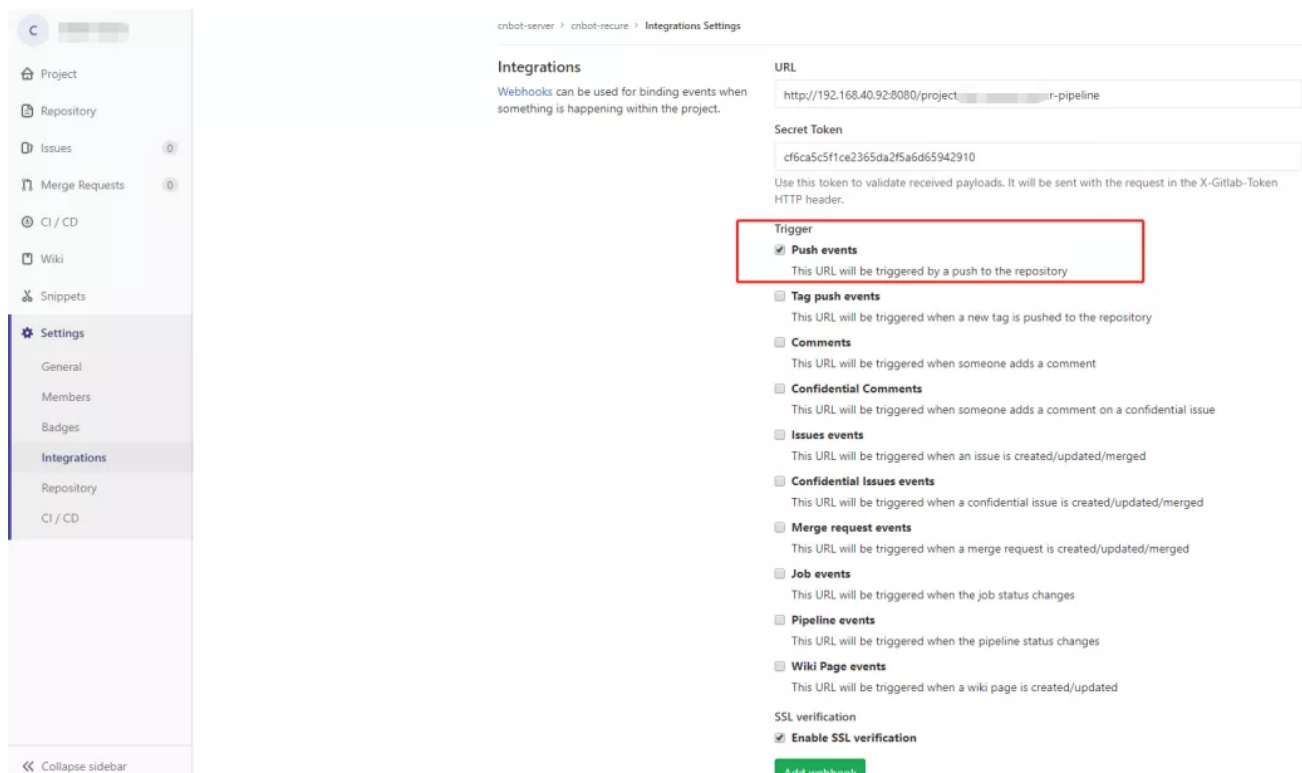 C
Project
Repository
Issues 0
Merge Requests 0
CI / CD
Wiki
Snippets
Settings
General
Members
Badges
Integrations
Repository
CI / CD
Collapse sidebar
cnbot-server > cnbot-recure > Integrations Settings
Integrations
Webhooks can be used for binding events when
something is happening within the project.
URL
http://192.168.40.92:8080/project r-pipeline
Secret Token
cf6ca5c5f1ce2365da2f5a6d65942910
Use this token to validate received payloads. It will be sent with the request in the X-Gitlab-Token
HTTP header.
Trigger
Push events
This URL will be triggered by a push to the repository
Tag push events
This URL will be triggered when a new tag is pushed to the repository
Comments
This URL will be triggered when someone adds a comment
Confidential Comments
This URL will be triggered when someone adds a comment on a confidential issue
Issues events
This URL will be triggered when an issue is created/updated/merged
Confidential Issues events
This URL will be triggered when a confidential issue is created/updated/merged
Merge request events
This URL will be triggered when a merge request is created/updated/merged
Job events
This URL will be triggered when the job status changes
Pipeline events
This URL will be triggered when the pipeline status changes
Wiki Page events
This URL will be triggered when a wiki page is created/updated
SSL verification
Enable SSL verification
Add webhook